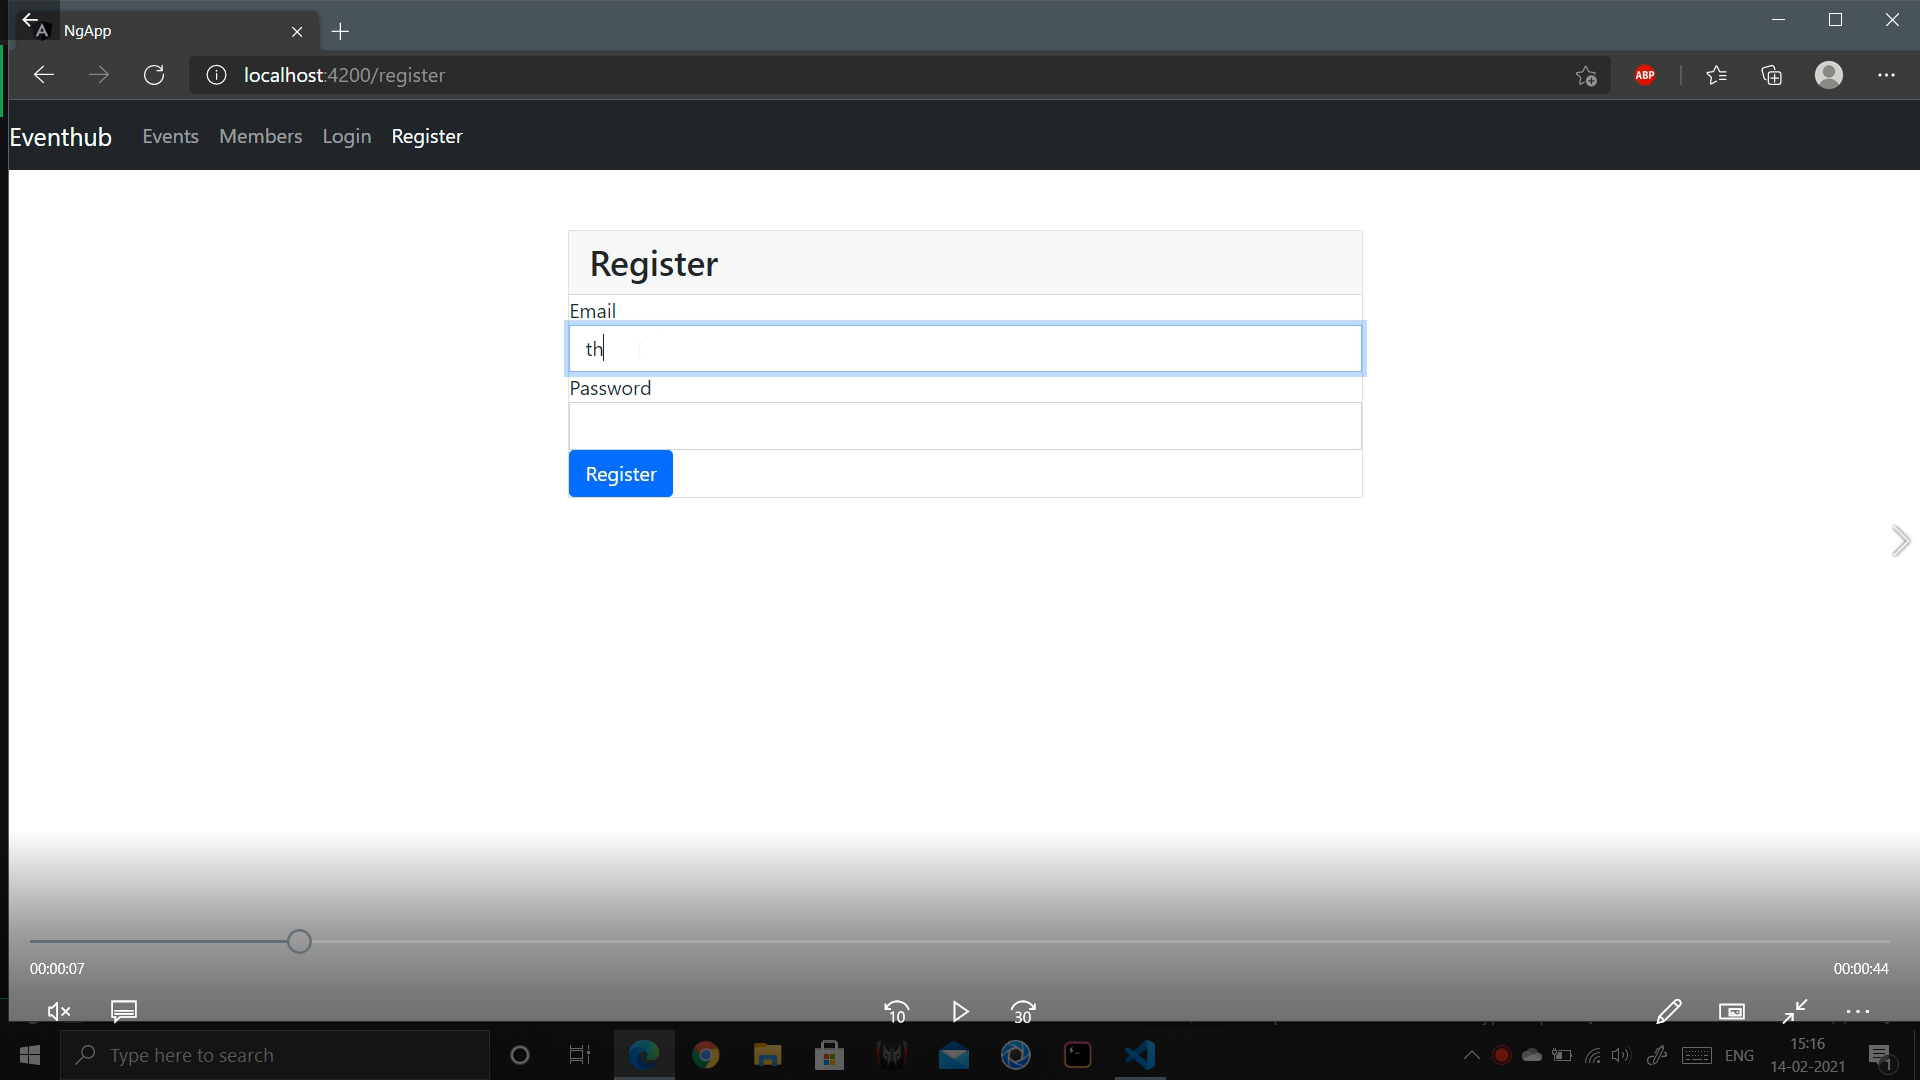 NgApp
localhost:4200/register
ABP
Eventhub Events Members Login Register
Register
Email
th
Password
Register
00:00:07 00:00:44
10 30
Type here to search
ENG
15:16
14-02-2021
1